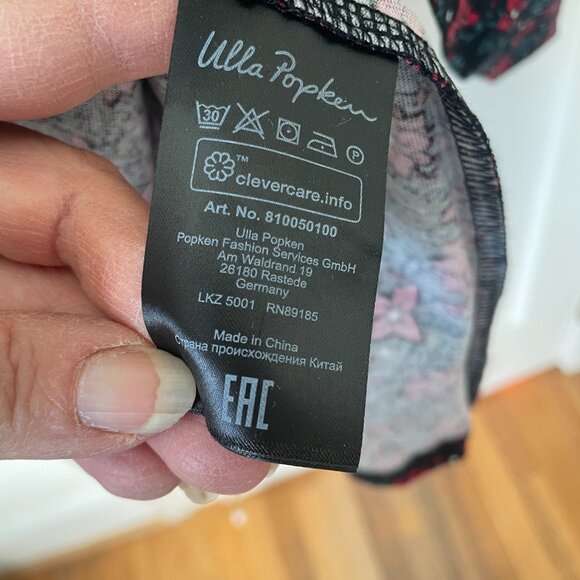 Ulla Popken
30 P
™
clevercare.info
Art. No. 810050100
Ulla Popken
Popken Fashion Services GmbH
Am Waldrand 19
26180 Rastede
Germany
LKZ 5001 RN89185
Made in China
Страна происхождения Китай
EAC